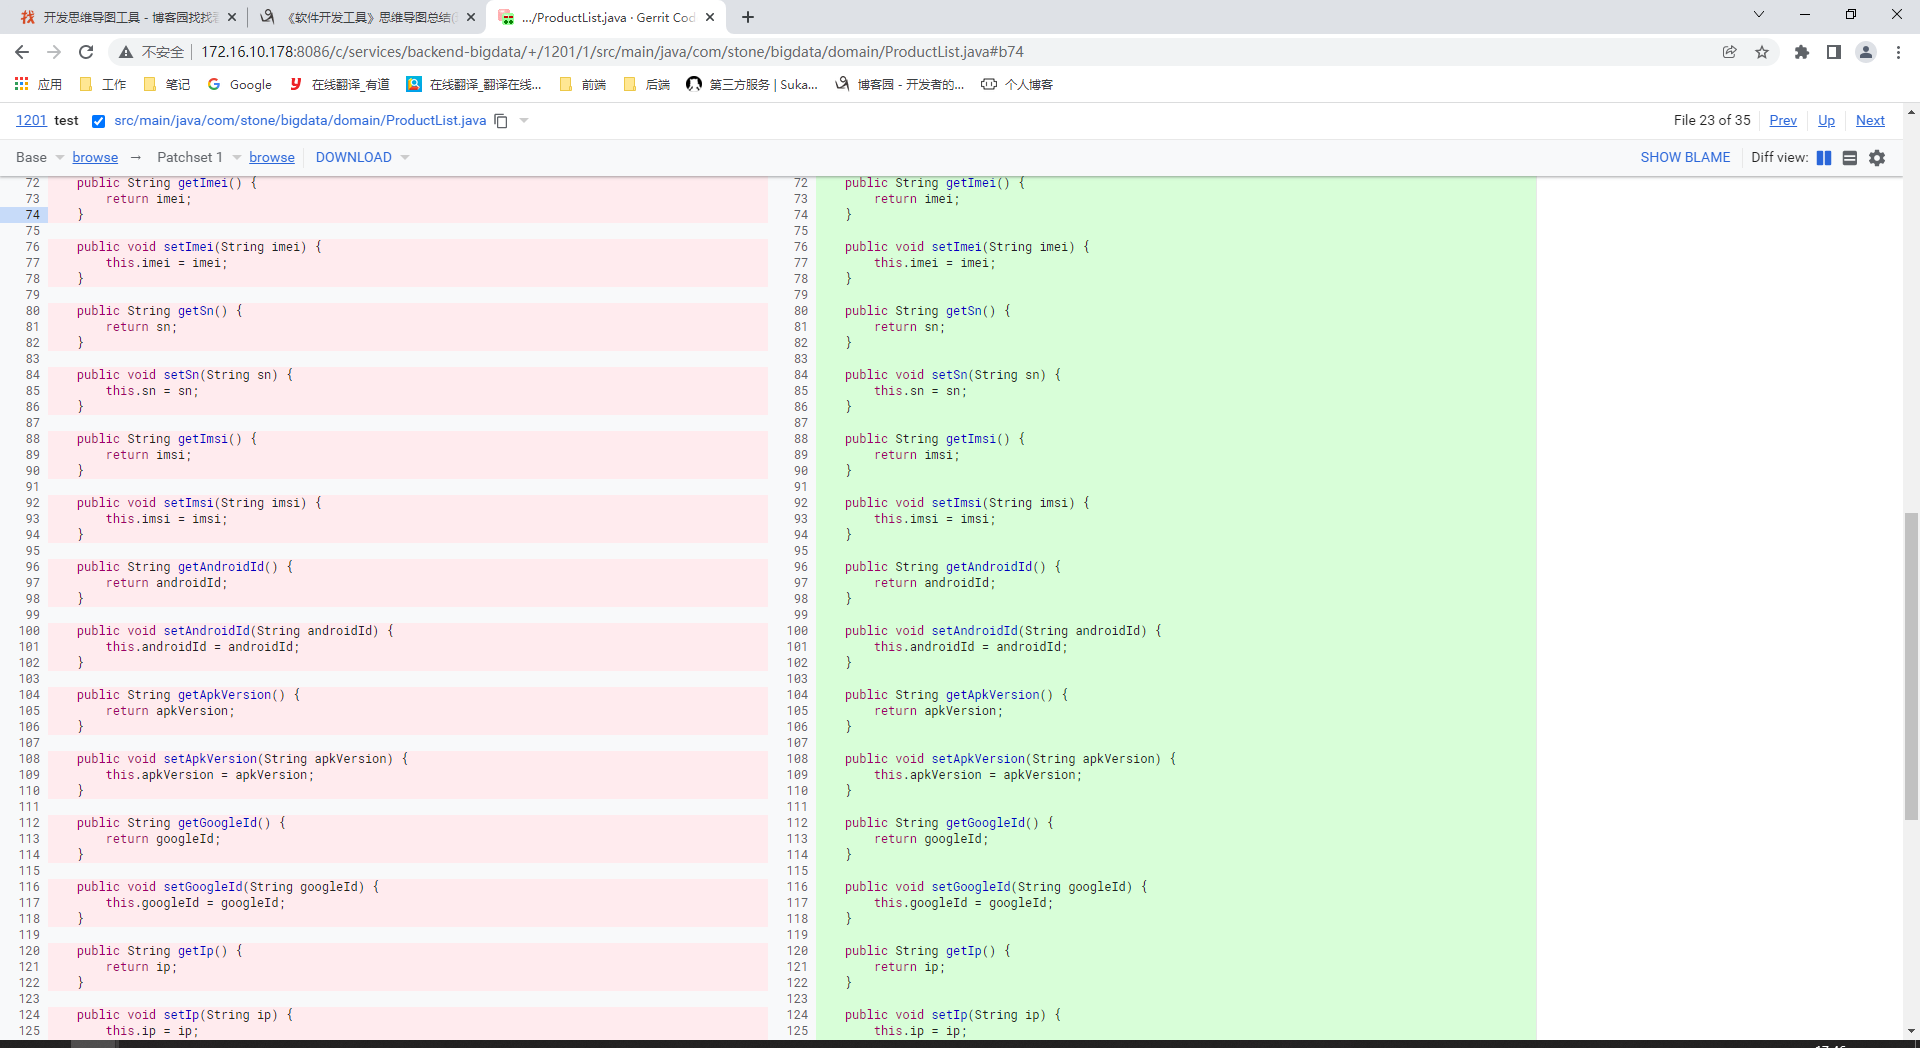 开发思维导图工具 - 博客园找找看
《软件开发工具》思维导图总结(
.../ProductList.java · Gerrit Cod
不安全 172.16.10.178:8086/c/services/backend-bigdata/+/1201/1/src/main/java/com/stone/bigdata/domain/ProductList.java#b74
应用 工作 笔记 Google 在线翻译_有道 在线翻译_翻译在线... 前端 后端 第三方服务 | Suka... 博客园 - 开发者的... 个人博客
1201 test src/main/java/com/stone/bigdata/domain/ProductList.java File 23 of 35 Prev Up Next
Base browse → Patchset 1 browse DOWNLOAD SHOW BLAME Diff view:
72 public String getImei() { 72 public String getImei() {
73 return imei; 73 return imei;
74 } 74 }
75 75
76 public void setImei(String imei) { 76 public void setImei(String imei) {
77 this.imei = imei; 77 this.imei = imei;
78 } 78 }
79 79
80 public String getSn() { 80 public String getSn() {
81 return sn; 81 return sn;
82 } 82 }
83 83
84 public void setSn(String sn) { 84 public void setSn(String sn) {
85 this.sn = sn; 85 this.sn = sn;
86 } 86 }
87 87
88 public String getImsi() { 88 public String getImsi() {
89 return imsi; 89 return imsi;
90 } 90 }
91 91
92 public void setImsi(String imsi) { 92 public void setImsi(String imsi) {
93 this.imsi = imsi; 93 this.imsi = imsi;
94 } 94 }
95 95
96 public String getAndroidId() { 96 public String getAndroidId() {
97 return androidId; 97 return androidId;
98 } 98 }
99 99
100 public void setAndroidId(String androidId) { 100 public void setAndroidId(String androidId) {
101 this.androidId = androidId; 101 this.androidId = androidId;
102 } 102 }
103 103
104 public String getApkVersion() { 104 public String getApkVersion() {
105 return apkVersion; 105 return apkVersion;
106 } 106 }
107 107
108 public void setApkVersion(String apkVersion) { 108 public void setApkVersion(String apkVersion) {
109 this.apkVersion = apkVersion; 109 this.apkVersion = apkVersion;
110 } 110 }
111 111
112 public String getGoogleId() { 112 public String getGoogleId() {
113 return googleId; 113 return googleId;
114 } 114 }
115 115
116 public void setGoogleId(String googleId) { 116 public void setGoogleId(String googleId) {
117 this.googleId = googleId; 117 this.googleId = googleId;
118 } 118 }
119 119
120 public String getIp() { 120 public String getIp() {
121 return ip; 121 return ip;
122 } 122 }
123 123
124 public void setIp(String ip) { 124 public void setIp(String ip) {
125 this.ip = ip; 125 this.ip = ip;